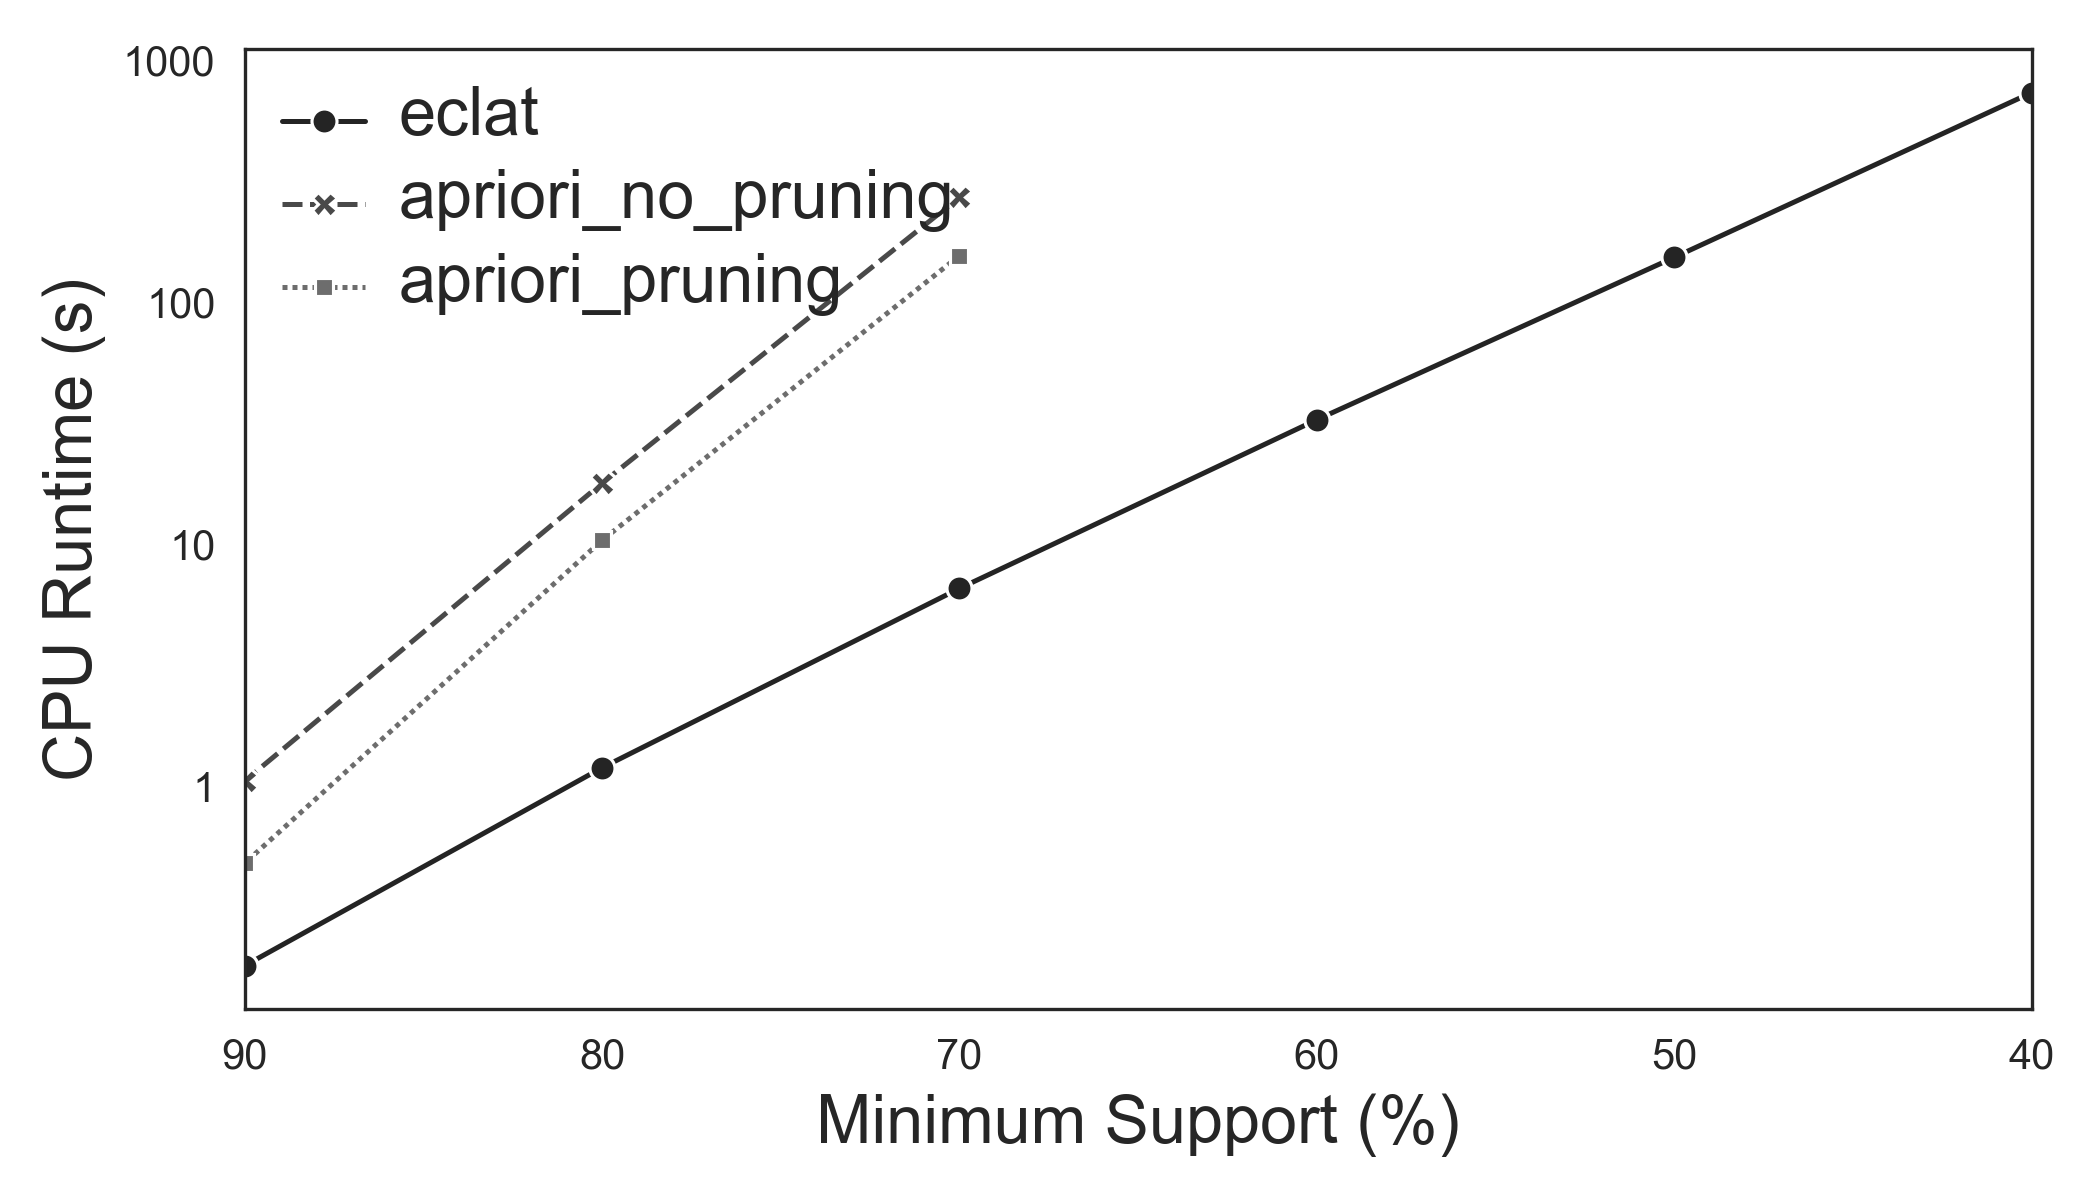 1000
100
10
1
CPU Runtime (s)
eclat
apriori_no_pruning
apriori_pruning
90 80 70 60 50 40
Minimum Support (%)